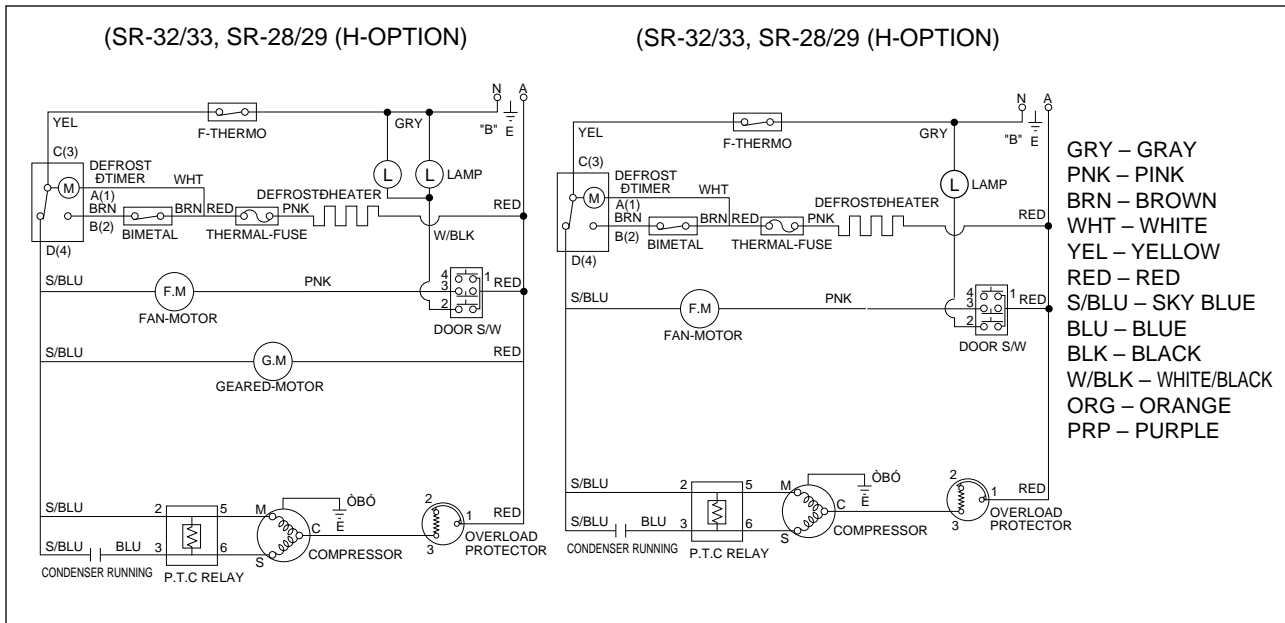 (SR-32/33, SR-28/29 (H-OPTION)
N A
YEL
F-THERMO
GRY
"B" E
C(3)
DEFROST
ÐTIMER
WHT
L L LAMP
M
A(1)
DEFROSTÐHEATER
BRN BRN RED PNK RED
B(2)
BIMETAL THERMAL-FUSE
W/BLK
D(4)
S/BLU F.M PNK 4 3 2 1 RED
FAN-MOTOR
DOOR S/W
S/BLU G.M RED
GEARED-MOTOR
ÒBÓ
E
S/BLU 2 5 M 2 1 RED
C
OVERLOAD
PROTECTOR
S/BLU BLU 3 6 S COMPRESSOR 3
CONDENSER RUNNING
P.T.C RELAY
(SR-32/33, SR-28/29 (H-OPTION)
N A
YEL
F-THERMO
GRY
"B" E
C(3)
DEFROST
ÐTIMER
WHT
L LAMP
M
A(1)
DEFROSTÐHEATER
BRN BRN RED PNK RED
B(2)
BIMETAL THERMAL-FUSE
D(4)
S/BLU F.M PNK 4 3 2 1 RED
FAN-MOTOR
DOOR S/W
ÒBÓ
E
S/BLU 2 5 M 2 1 RED
C
OVERLOAD
PROTECTOR
S/BLU BLU 3 6 S COMPRESSOR 3
CONDENSER RUNNING
P.T.C RELAY
GRY – GRAY
PNK – PINK
BRN – BROWN
WHT – WHITE
YEL – YELLOW
RED – RED
S/BLU – SKY BLUE
BLU – BLUE
BLK – BLACK
W/BLK – WHITE/BLACK
ORG – ORANGE
PRP – PURPLE